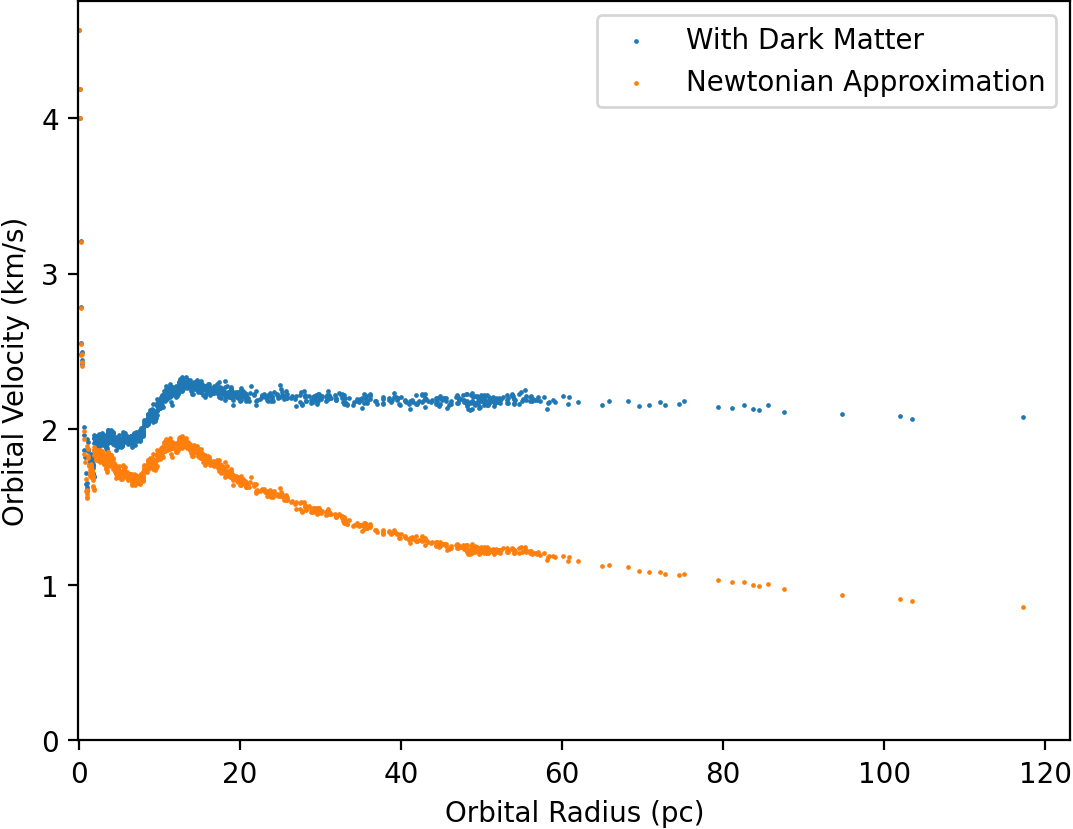 With Dark Matter
Newtonian Approximation
Orbital Velocity (km/s)
4
3
2
1
0
0 20 40 60 80 100 120
Orbital Radius (pc)